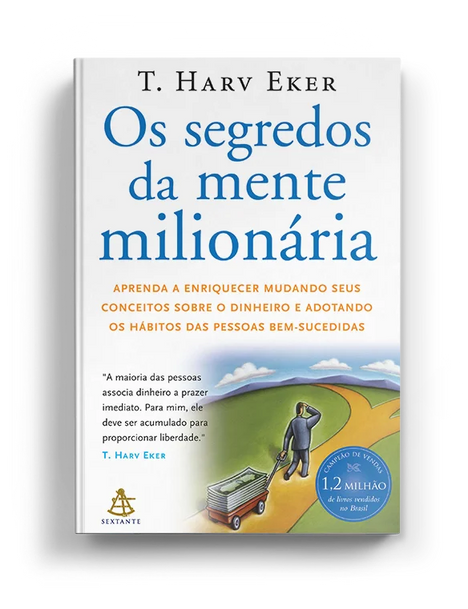 T. HARV EKER
Os segredos
da mente
milionária
APRENDA A ENRIQUECER MUDANDO SEUS
CONCEITOS SOBRE O DINHEIRO E ADOTANDO
OS HÁBITOS DAS PESSOAS BEM-SUCEDIDAS
"A maioria das pessoas
associa dinheiro a prazer
imediato. Para mim, ele
deve ser acumulado para
proporcionar liberdade."
T. HARV EKER
CAMPEÃO DE VENDAS
1,2 MILHÃO
de livros vendidos
no Brasil
SEXTANTE